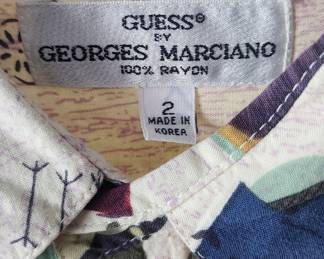 GUESS®
BY
GEORGES MARCIANO
100% RAYON
2
MADE IN
KOREA